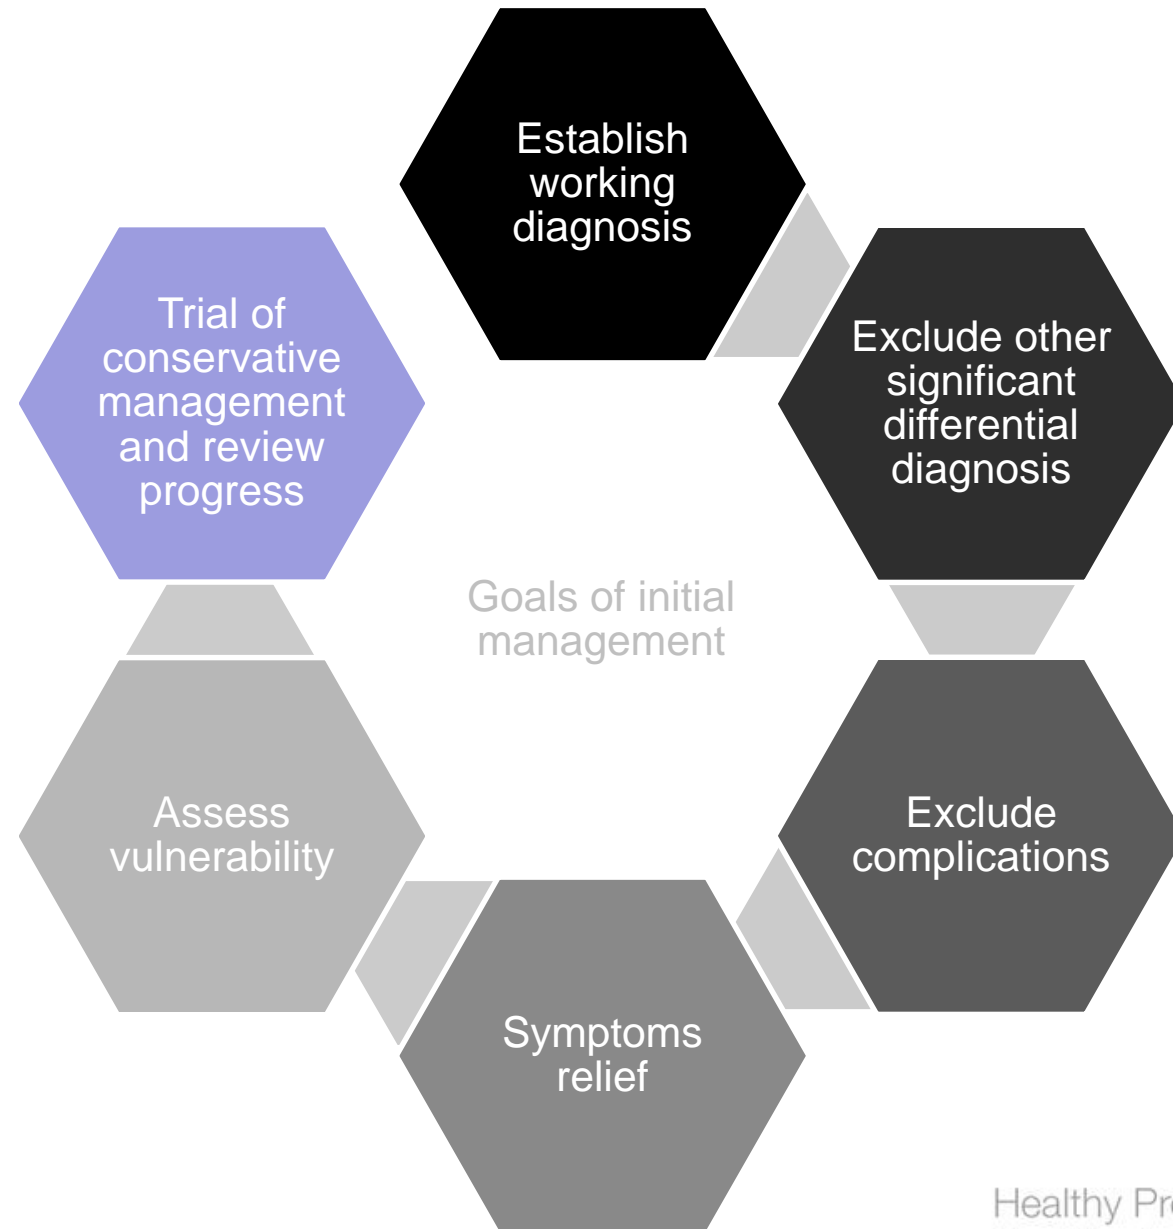 Establish
working
diagnosis
Exclude other
significant
differential
diagnosis
Exclude
complications
Symptoms
relief
Assess
vulnerability
Trial of
conservative
management
and review
progress
Goals of initial
management
Healthy